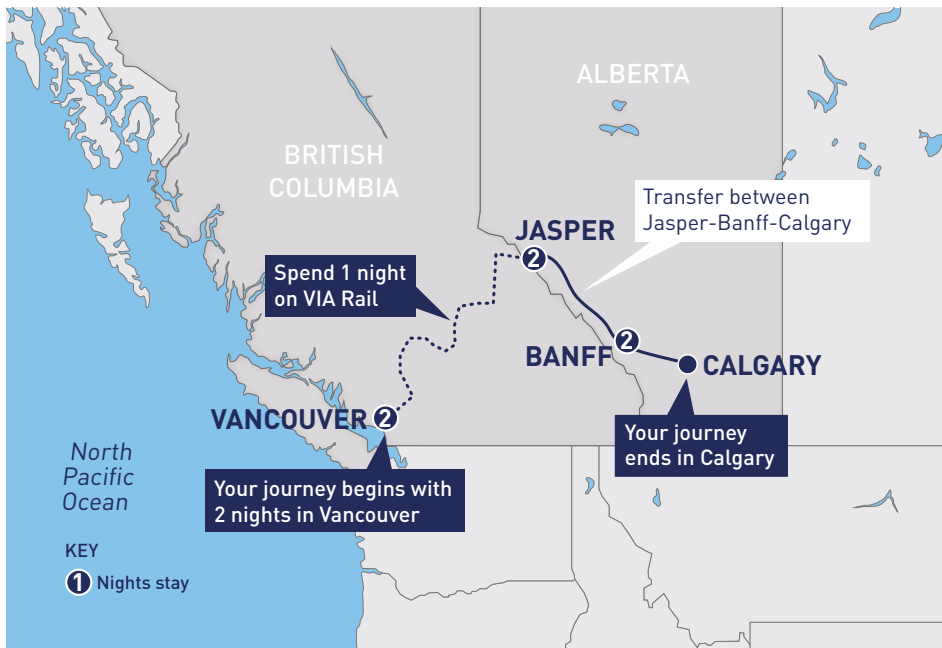 ALBERTA
BRITISH
COLUMBIA
Transfer between
Jasper-Banff-Calgary
JASPER
2
Spend 1 night
on VIA Rail
2
BANFF
CALGARY
VANCOUVER
2
Your journey
ends in Calgary
North
Pacific
Ocean
Your journey begins with
2 nights in Vancouver
KEY
1 Nights stay